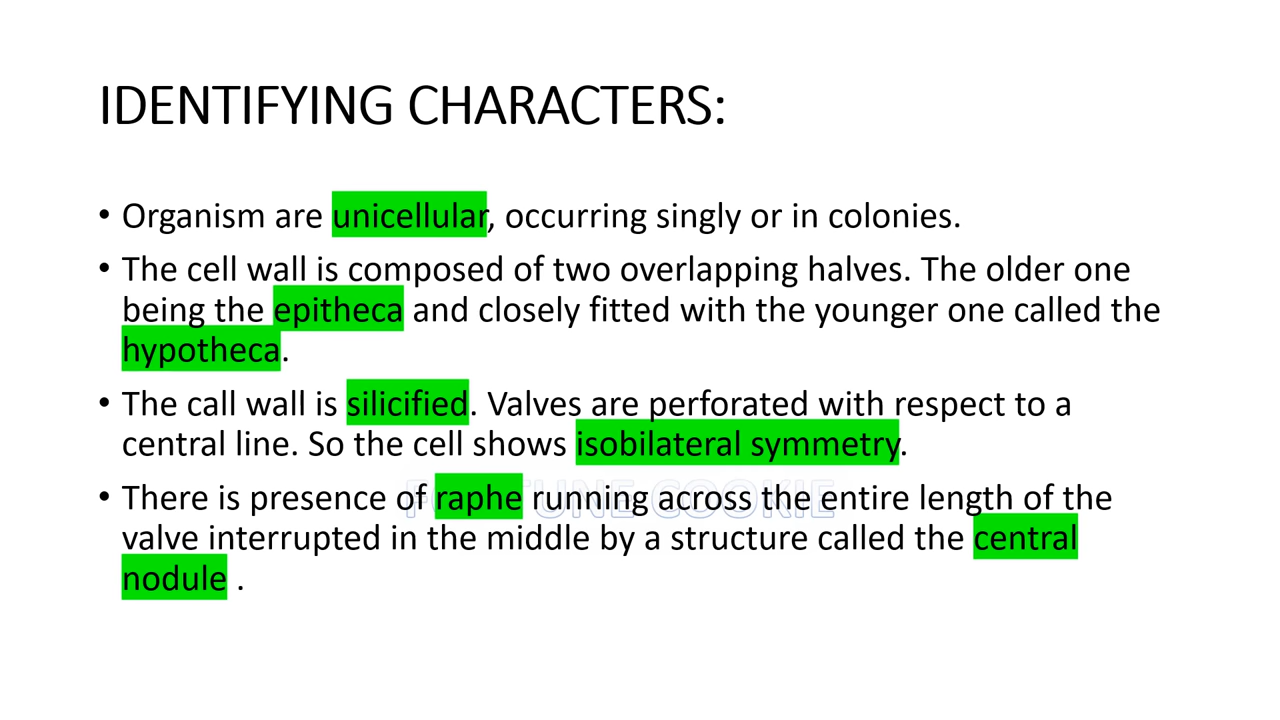 IDENTIFYING CHARACTERS:
• Organism are unicellular, occurring singly or in colonies.
• The cell wall is composed of two overlapping halves. The older one
being the epitheca and closely fitted with the younger one called the
hypotheca.
• The call wall is silicified. Valves are perforated with respect to a
central line. So the cell shows isobilateral symmetry.
• There is presence of raphe running across the entire length of the
valve interrupted in the middle by a structure called the central
nodule .
FORTUNE COOKIE